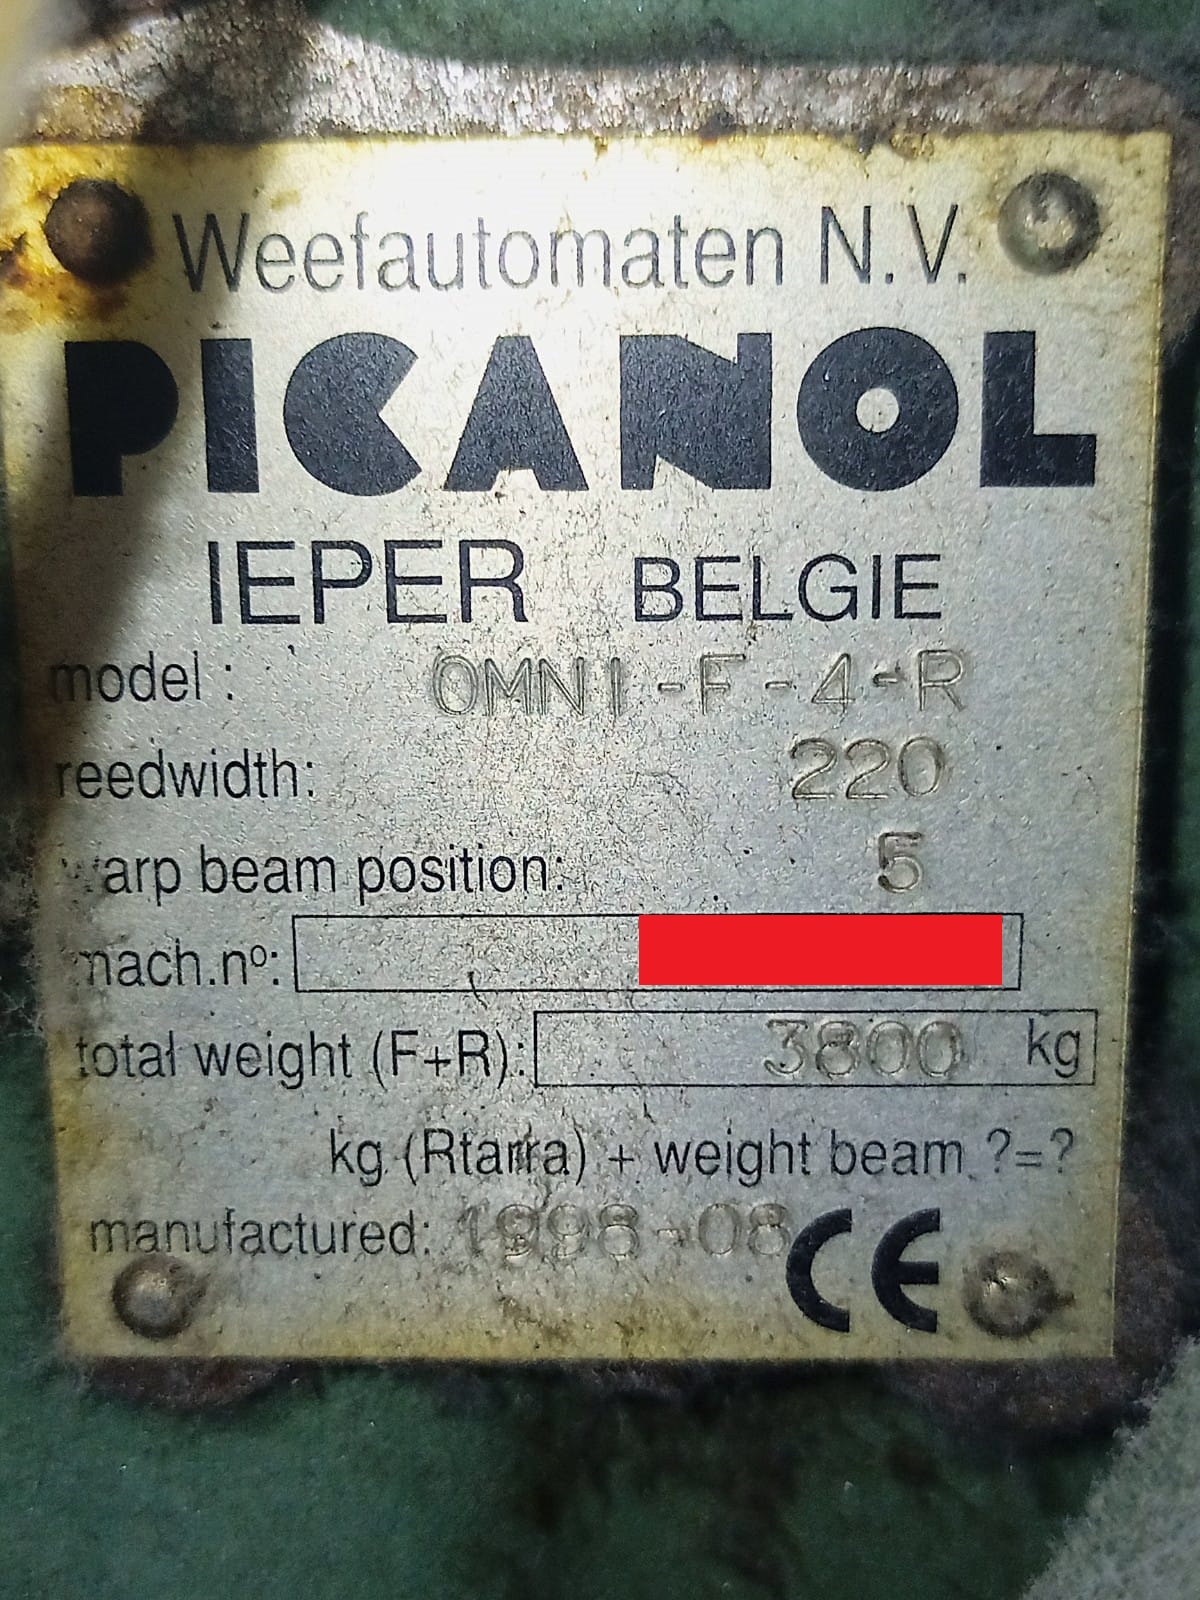 Weefautomaten N.V.
PICANOL
IEPER BELGIE
model : OMNI-F-4-R
reedwidth: 220
warp beam position: 5
mach.nº:
total weight (F+R): 3800 kg
kg (Rtarra) + weight beam ?=?
manufactured: 1998-08 CE